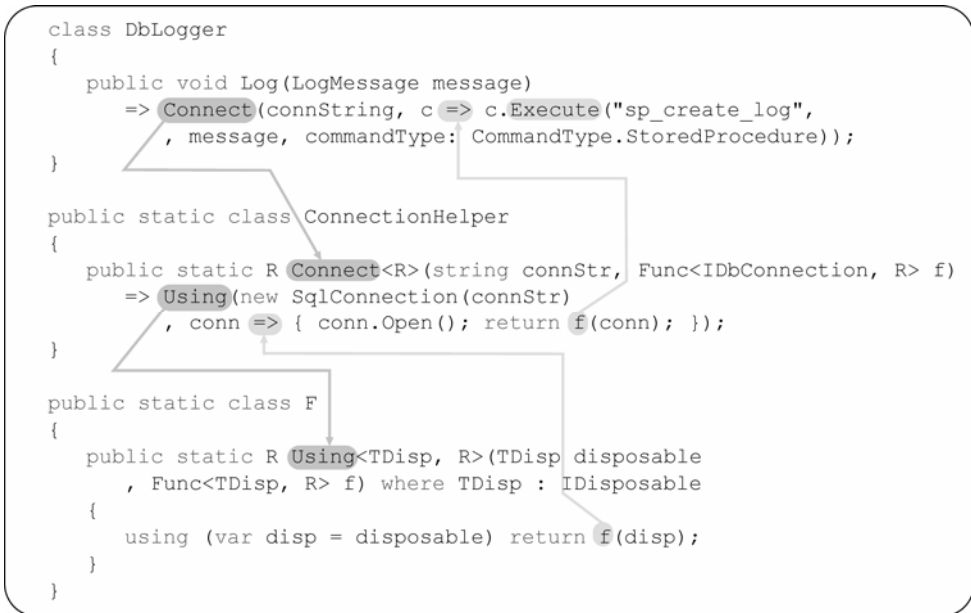 class DbLogger
{
   public void Log(LogMessage message)
      => Connect(connString, c => c.Execute("sp_create_log",
         , message, commandType: CommandType.StoredProcedure));
}
public static class ConnectionHelper
{
   public static R Connect<R>(string connStr, Func<IDbConnection, R> f)
      => Using(new SqlConnection(connStr)
         , conn => { conn.Open(); return f(conn); });
}
public static class F
{
   public static R Using<TDisp, R>(TDisp disposable
      , Func<TDisp, R> f) where TDisp : IDisposable
   {
      using (var disp = disposable) return f(disp);
   }
}